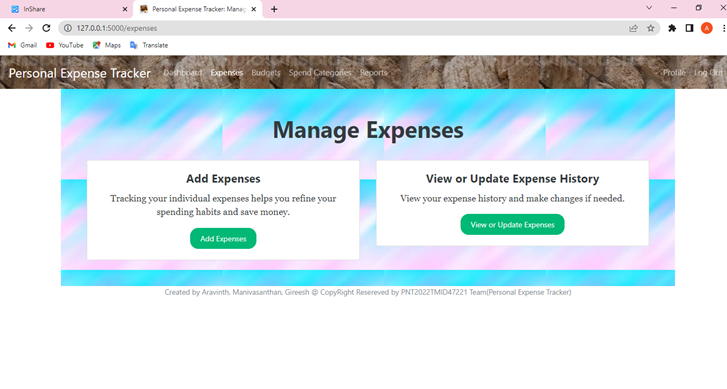 InShare
Personal Expense Tracker: Mana
127.0.0.1:5000/expenses
A
Gmail YouTube Maps Translate
Personal Expense Tracker Dashboard Expenses Budgets Spend Categories Reports Profile Log Out
Manage Expenses
Add Expenses
Tracking your individual expenses helps you refine your
spending habits and save money.
Add Expenses
View or Update Expense History
View your expense history and make changes if needed.
View or Update Expenses
Created by Aravinth, Manivasanthan, Gireesh @ CopyRight Resereved by PNT2022TMID47221 Team(Personal Expense Tracker)